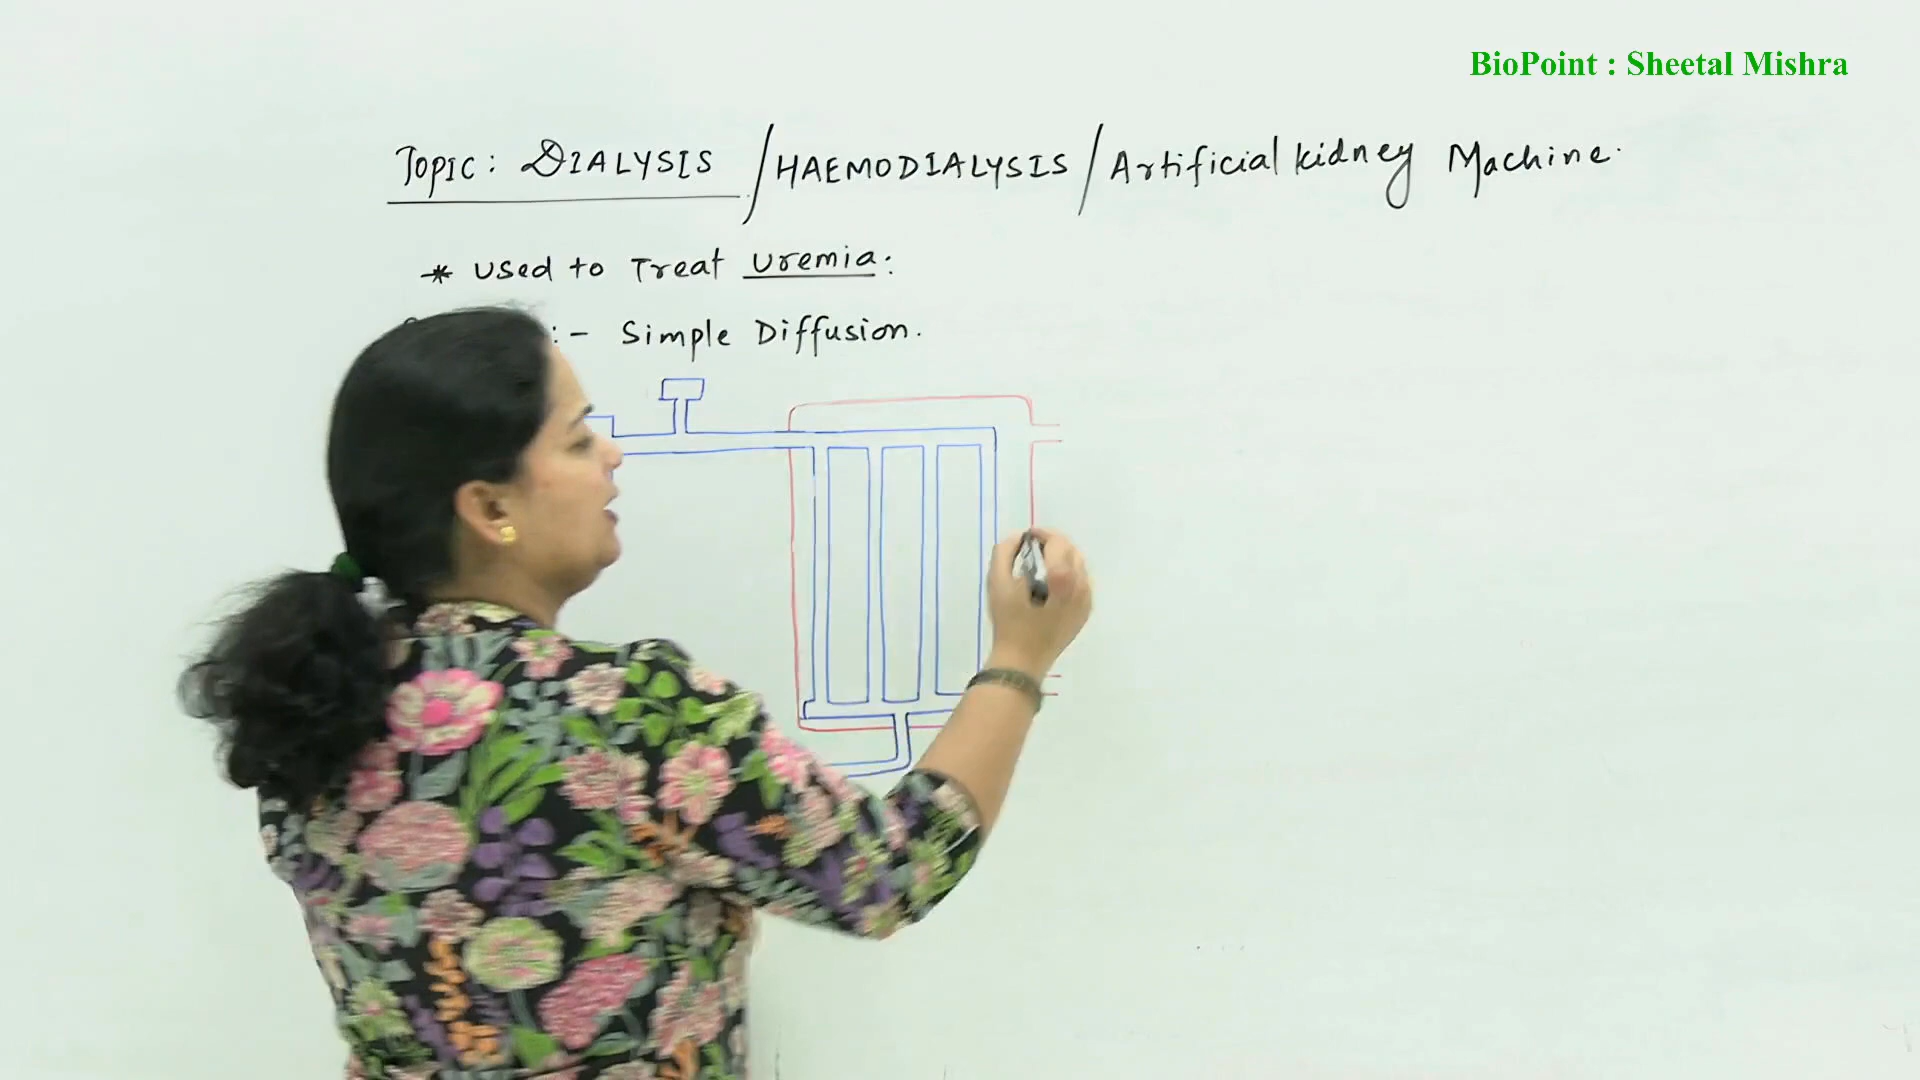 BioPoint : Sheetal Mishra
Topic: DIALYSIS /HAEMODIALYSIS/Artificial kidney Machine.
* Used to Treat Uremia:
:- Simple Diffusion.